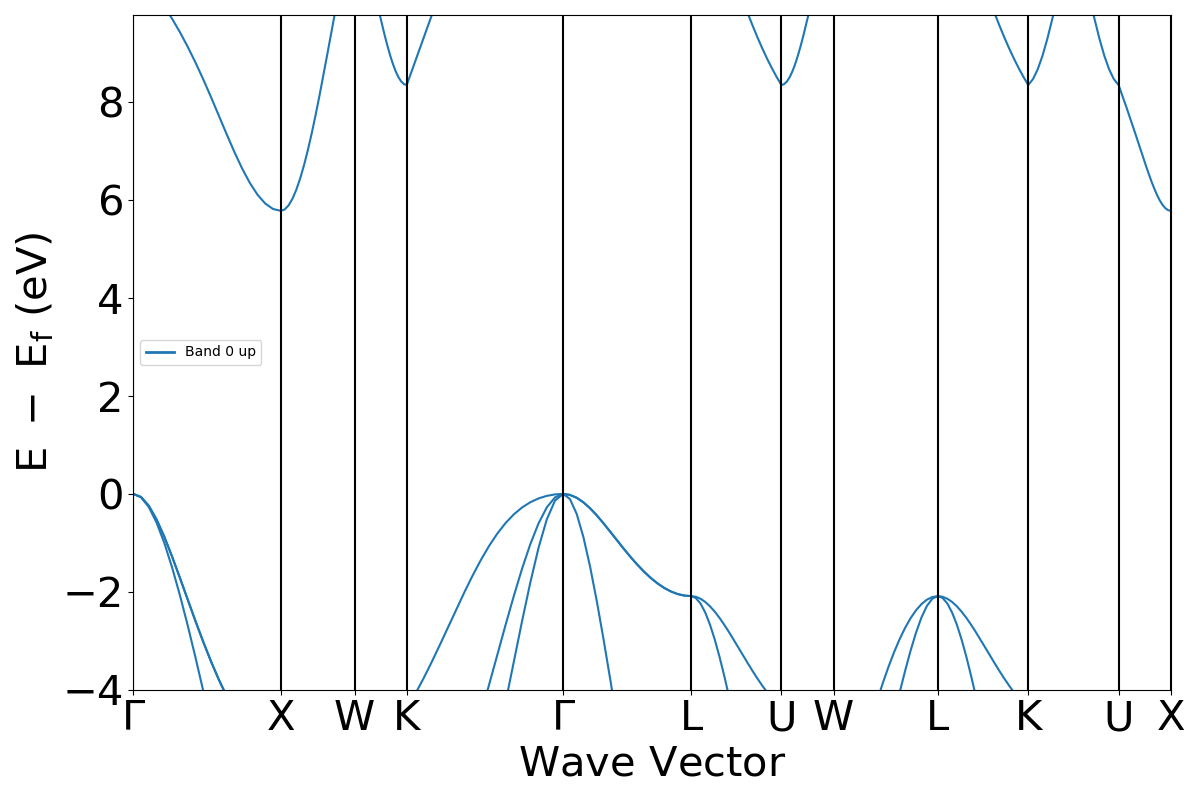 8
6
4
2
0
−2
−4
E − E_f (eV)
Band 0 up
Γ X W K Γ L U W L K U X
Wave Vector